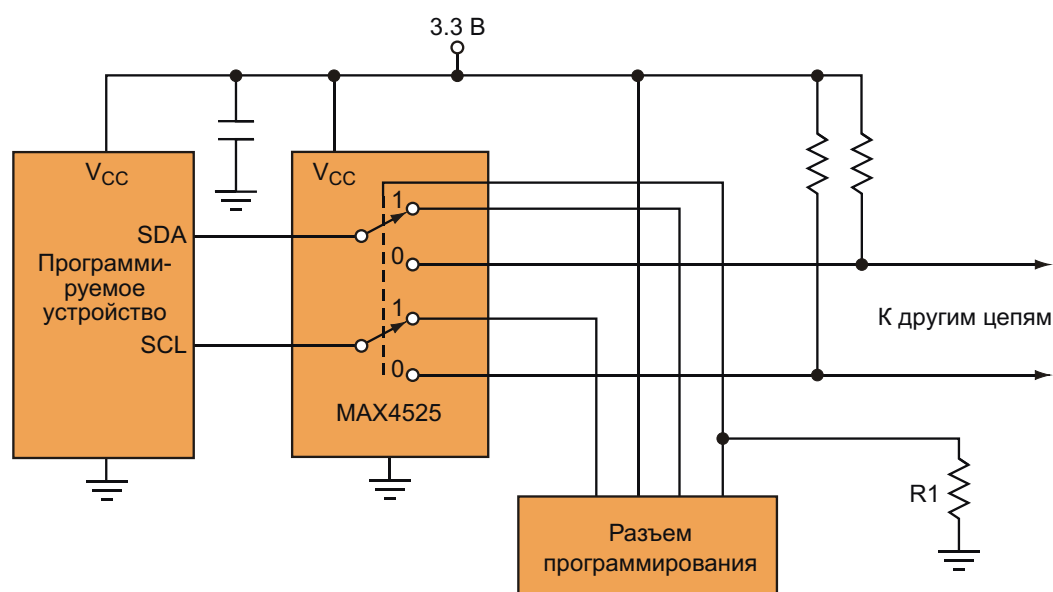 3.3 В
VCC
VCC
1
SDA
0
Программи-
руемое
устройство
1
К другим цепям
SCL
0
MAX4525
R1
Разъем
программирования